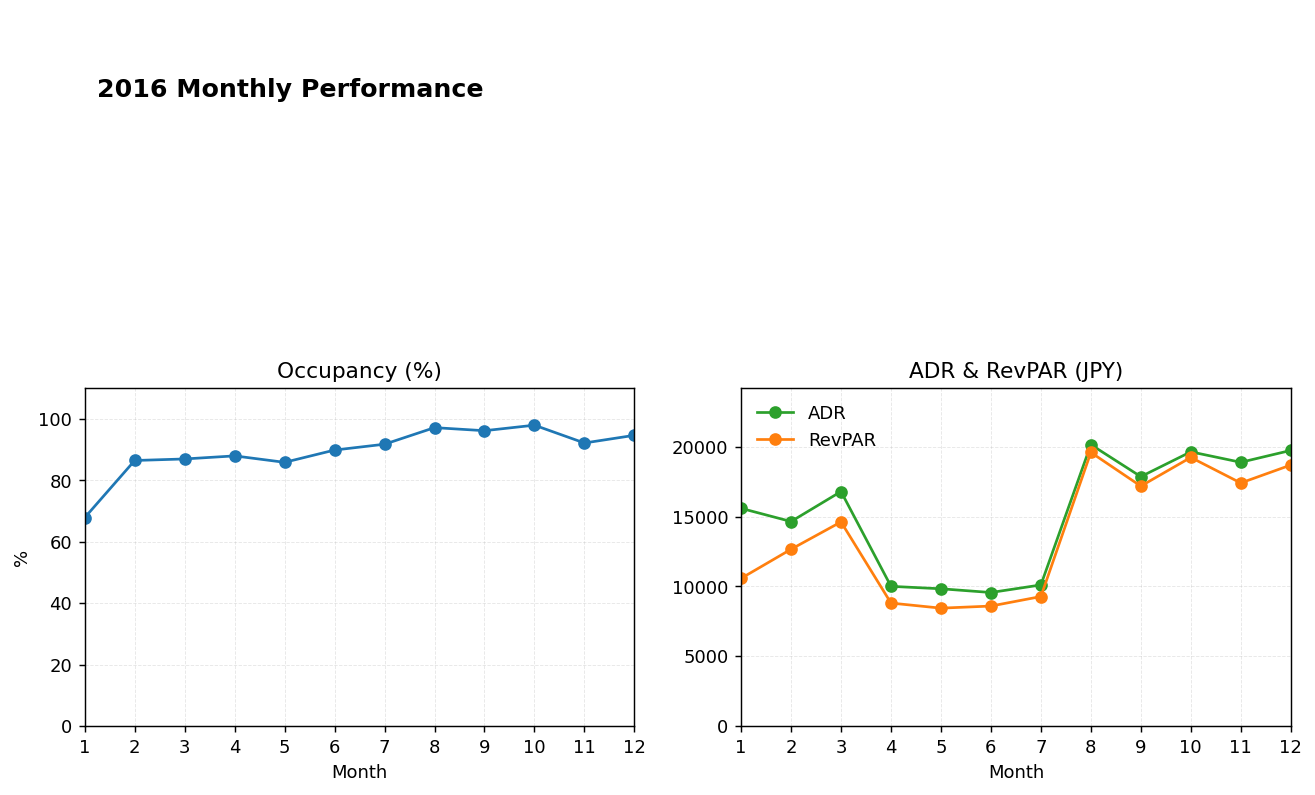 2016 Monthly Performance
Occupancy (%)
100
80
60
40
20
0
%
1 2 3 4 5 6 7 8 9 10 11 12
Month
ADR & RevPAR (JPY)
ADR
RevPAR
20000
15000
10000
5000
0
1 2 3 4 5 6 7 8 9 10 11 12
Month